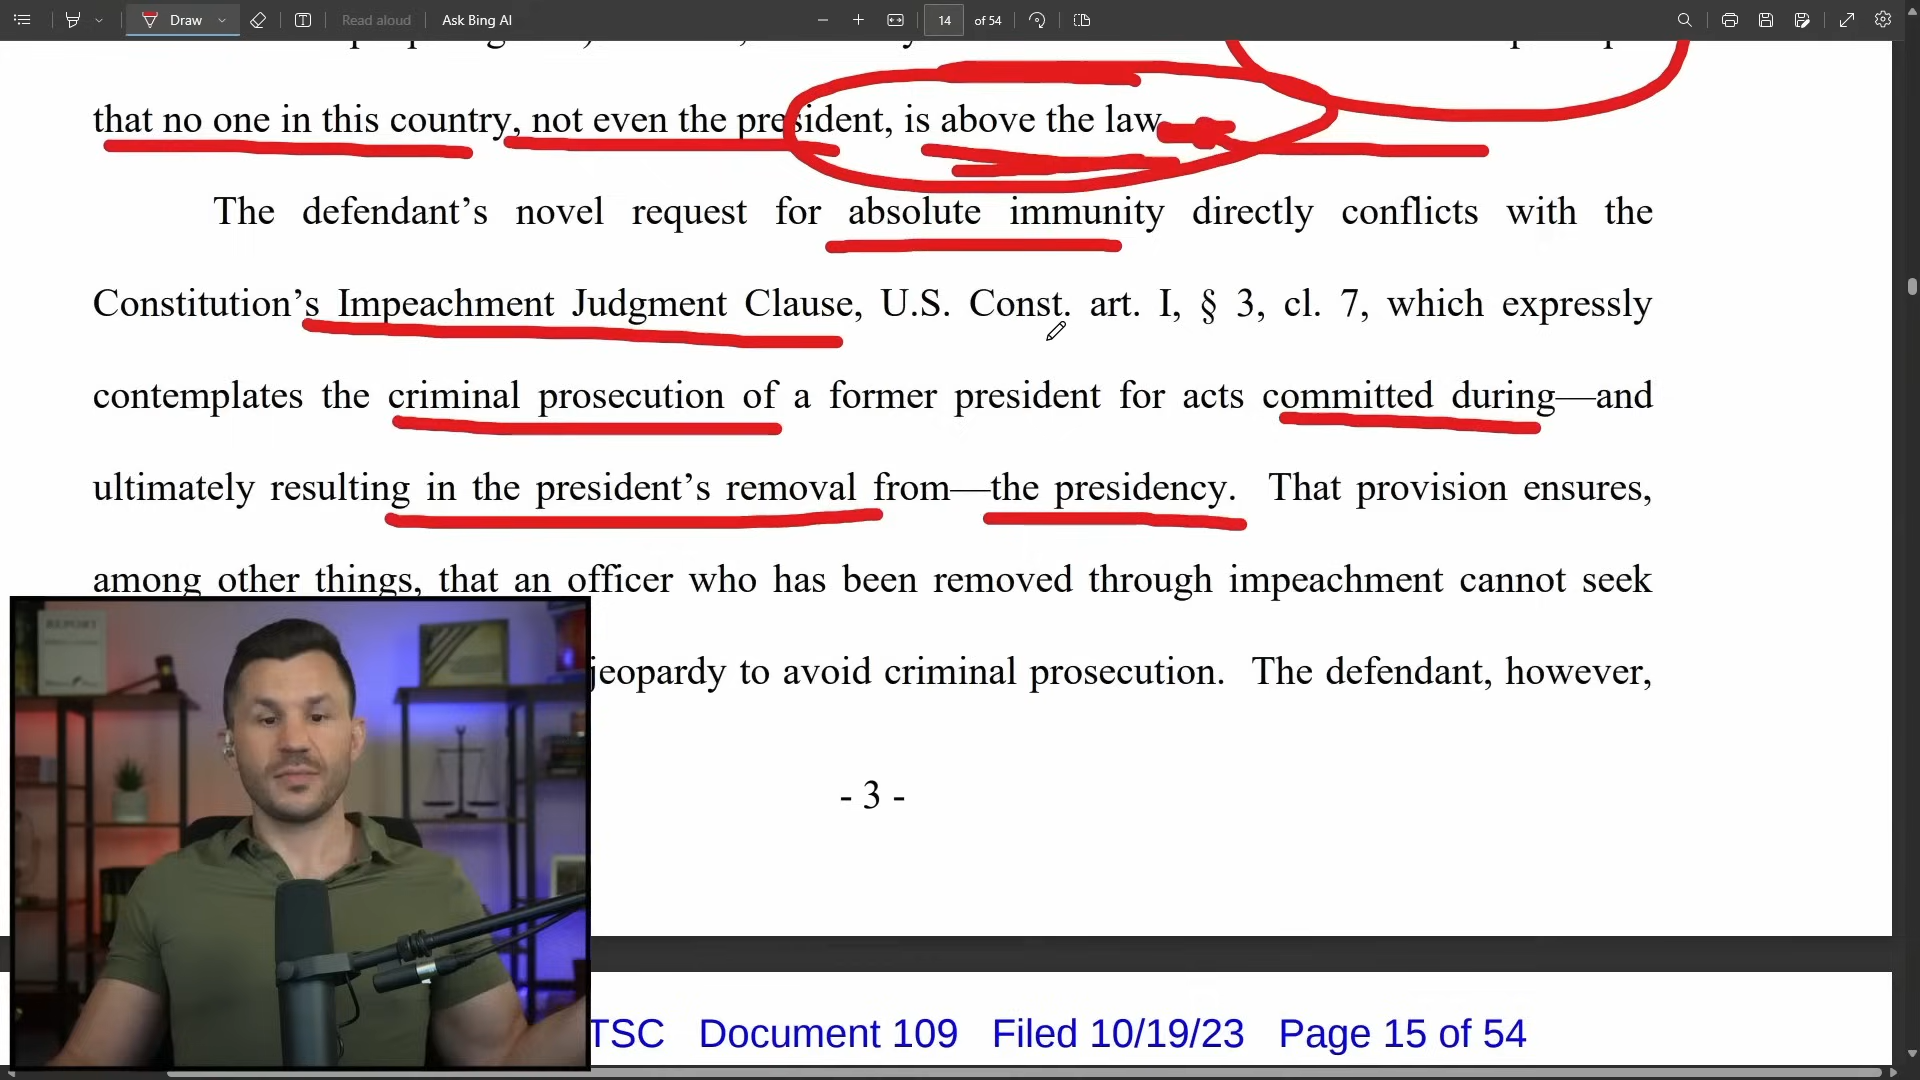 Draw
Read aloud
Ask Bing AI
14 of 54
that no one in this country, not even the president, is above the law
The defendant’s novel request for absolute immunity directly conflicts with the
Constitution’s Impeachment Judgment Clause, U.S. Const. art. I, § 3, cl. 7, which expressly
contemplates the criminal prosecution of a former president for acts committed during—and
ultimately resulting in the president’s removal from—the presidency. That provision ensures,
among other things, that an officer who has been removed through impeachment cannot seek
jeopardy to avoid criminal prosecution. The defendant, however,
- 3 -
REPORT
TSC Document 109 Filed 10/19/23 Page 15 of 54